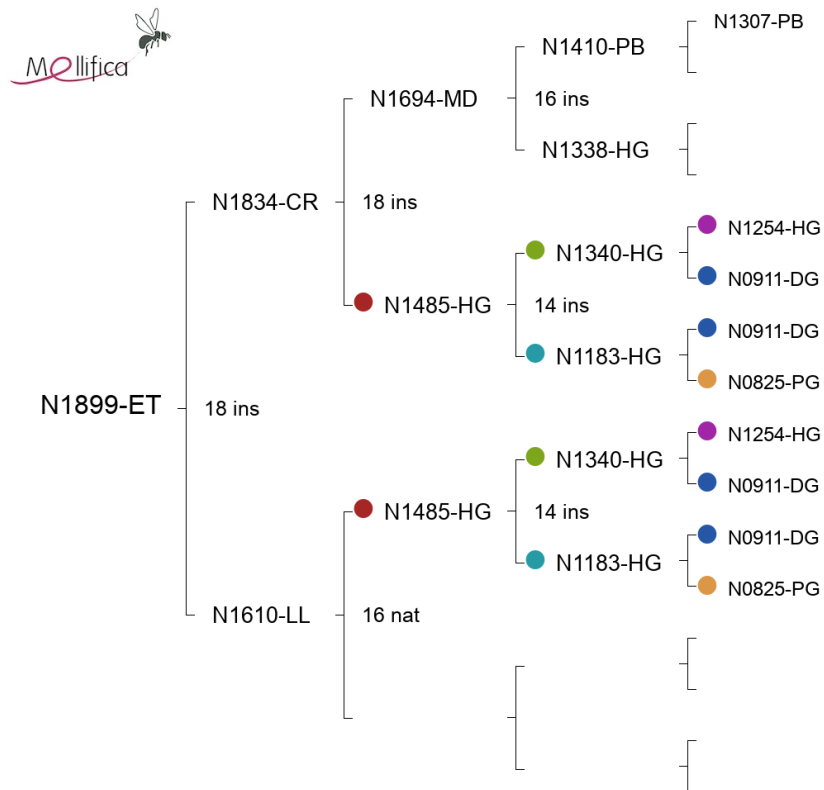 Mellifica
N1307-PB
N1410-PB
N1694-MD
16 ins
N1338-HG
N1834-CR
18 ins
N1254-HG
N1340-HG
N0911-DG
N1485-HG
14 ins
N0911-DG
N1183-HG
N0825-PG
N1899-ET
18 ins
N1254-HG
N1340-HG
N0911-DG
N1485-HG
14 ins
N0911-DG
N1183-HG
N0825-PG
N1610-LL
16 nat